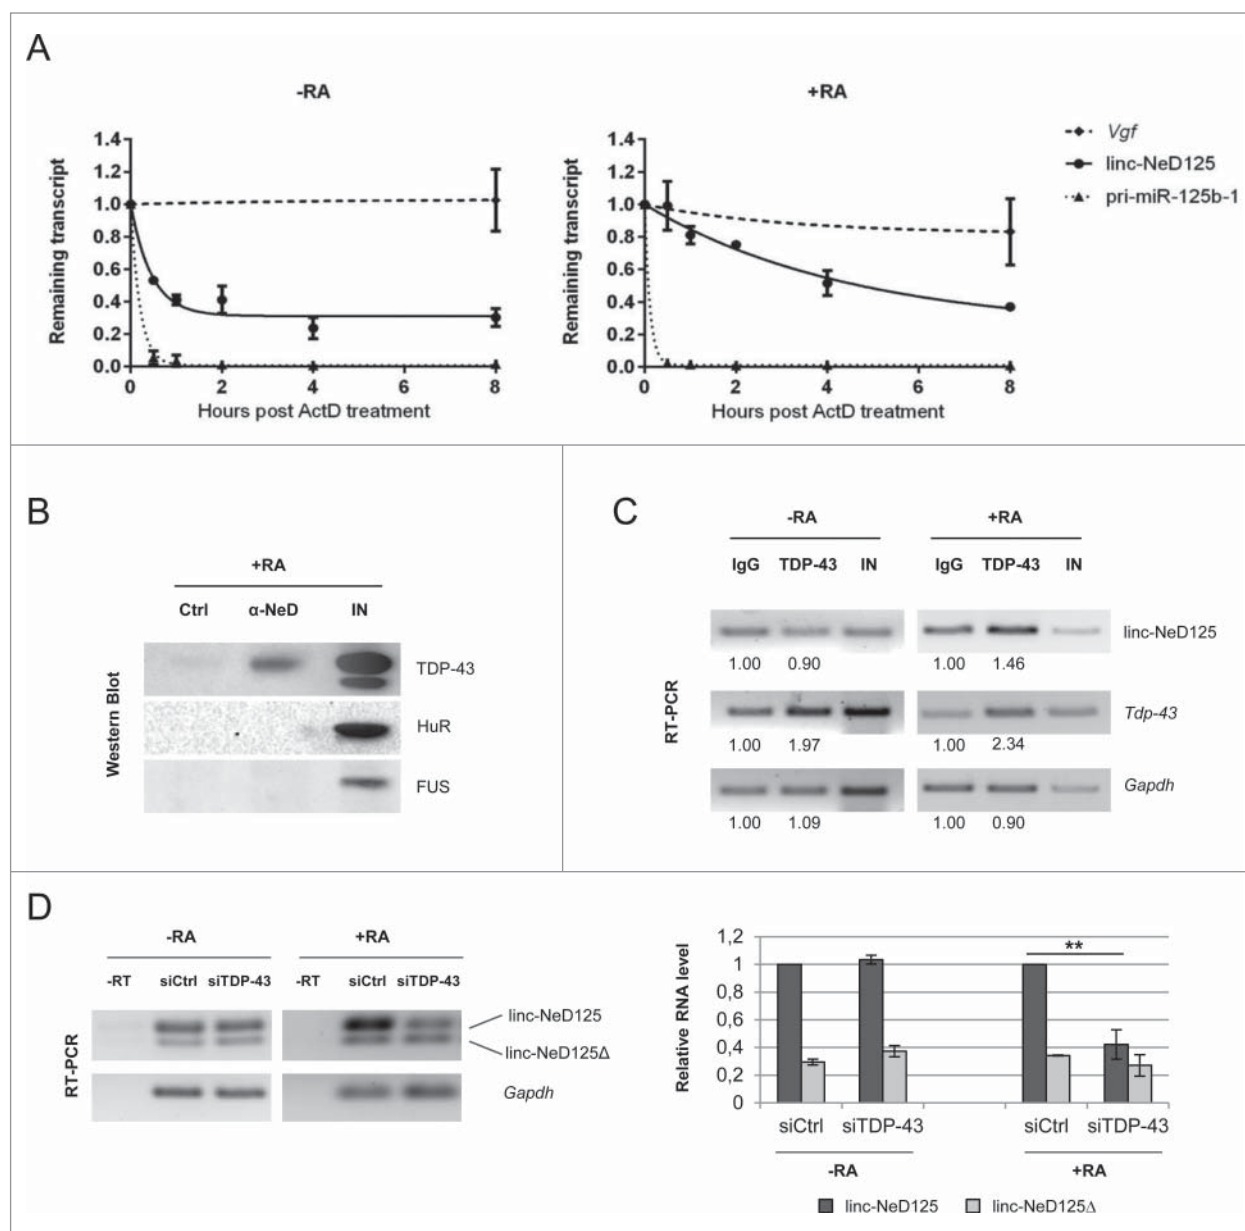 A
-RA
+RA
Remaining transcript
1.4
1.2
1.0
0.8
0.6
0.4
0.2
0.0
0 2 4 6 8
Hours post ActD treatment
Remaining transcript
1.4
1.2
1.0
0.8
0.6
0.4
0.2
0.0
0 2 4 6 8
Hours post ActD treatment
Vgf
linc-NeD125
pri-miR-125b-1
B
+RA
Ctrl α-NeD IN
Western Blot
TDP-43
HuR
FUS
C
-RA +RA
IgG TDP-43 IN IgG TDP-43 IN
RT-PCR
linc-NeD125
1.00 0.90 1.00 1.46
Tdp-43
1.00 1.97 1.00 2.34
Gapdh
1.00 1.09 1.00 0.90
D
-RA +RA
-RT siCtrl siTDP-43 -RT siCtrl siTDP-43
RT-PCR
linc-NeD125
linc-NeD125Δ
Gapdh
Relative RNA level
1,2
1
0,8
0,6
0,4
0,2
0
**
siCtrl siTDP-43 siCtrl siTDP-43
-RA +RA
linc-NeD125 linc-NeD125Δ